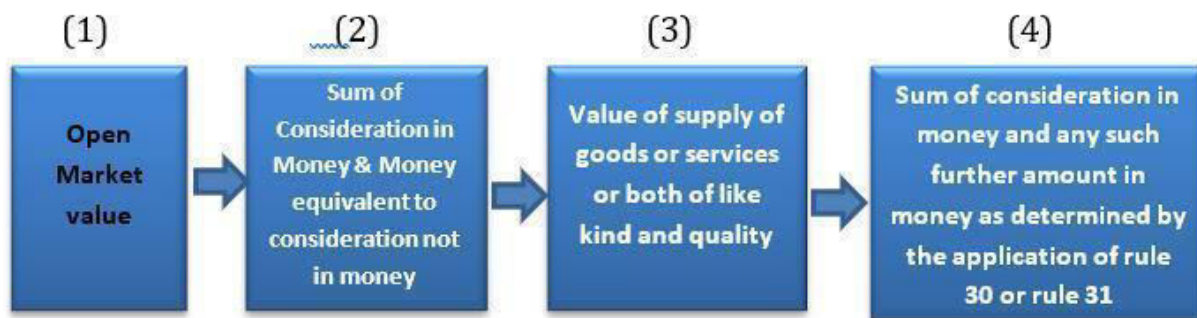 (1)
(2)
(3)
(4)
Open
Market
value
Sum of
Consideration in
Money & Money
equivalent to
consideration not
in money
Value of supply of
goods or services
or both of like
kind and quality
Sum of consideration in
money and any such
further amount in
money as determined by
the application of rule
30 or rule 31